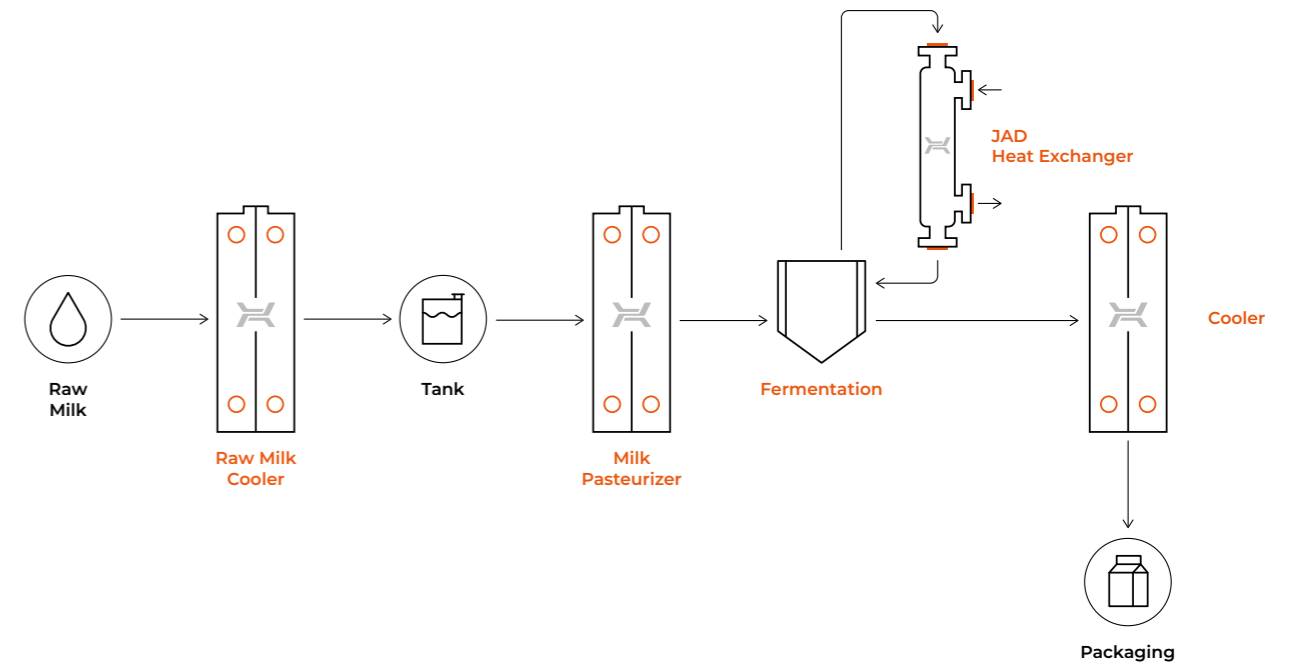 JAD
Heat Exchanger
Cooler
Raw
Milk
Tank
Fermentation
Raw Milk
Cooler
Milk
Pasteurizer
Packaging